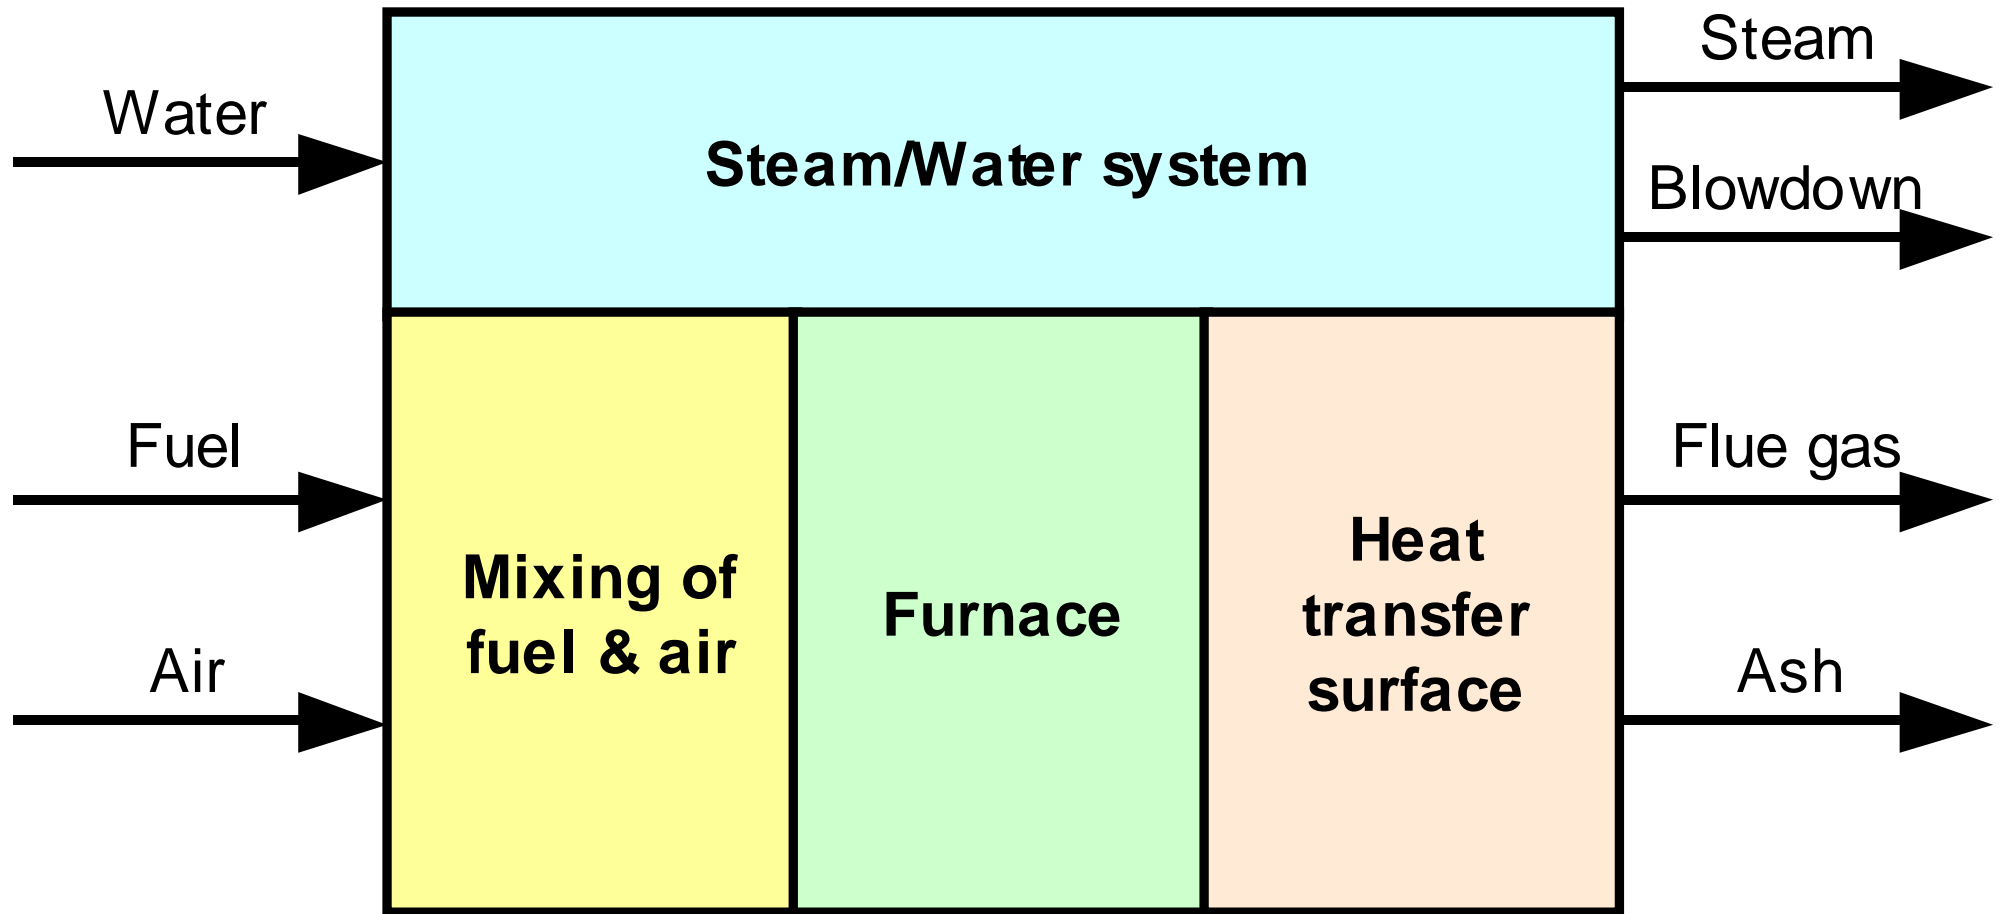 Steam
Water
Steam/Water system
Blowdown
Fuel
Flue gas
Mixing of
fuel & air
Furnace
Heat
transfer
surface
Air
Ash